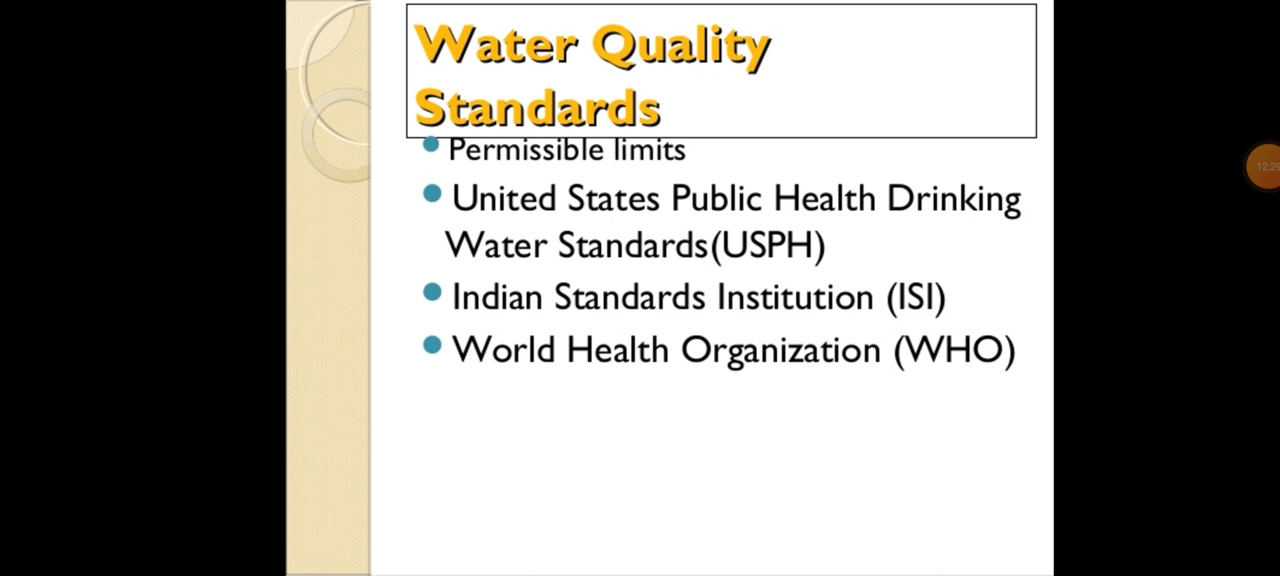 Water Quality
Standards
Permissible limits
United States Public Health Drinking
Water Standards(USPH)
Indian Standards Institution (ISI)
World Health Organization (WHO)